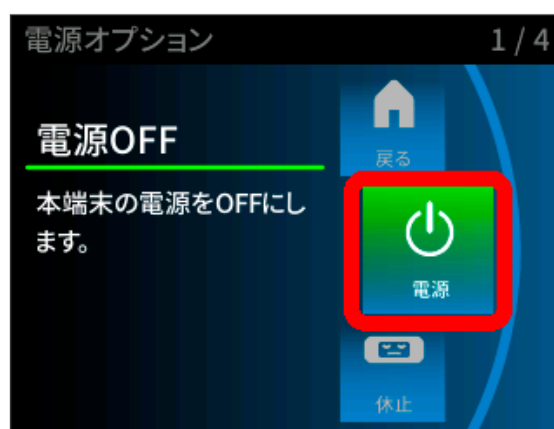 電源オプション 1 / 4
電源OFF
本端末の電源をOFFにし
ます。
戻る
電源
休止